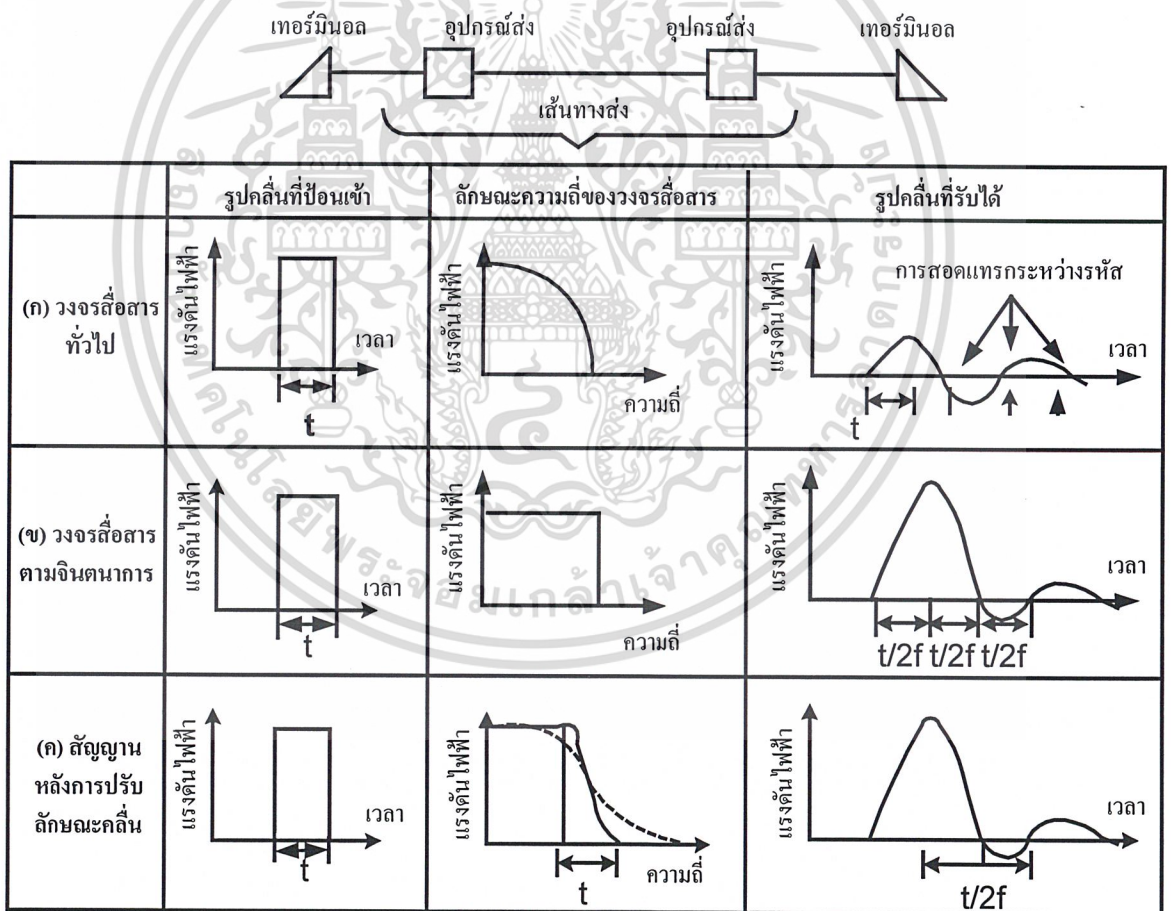 เทอร์มินอล อุปกรณ์ส่ง อุปกรณ์ส่ง เทอร์มินอล
เส้นทางส่ง
รูปคลื่นที่ป้อนเข้า ลักษณะความถี่ของวงจรสื่อสาร รูปคลื่นที่รับได้
(ก) วงจรสื่อสาร
ทั่วไป
แรงดันไฟฟ้า
เวลา
t
แรงดันไฟฟ้า
ความถี่
แรงดันไฟฟ้า
การสอดแทรกระหว่างรหัส
เวลา
t
(ข) วงจรสื่อสาร
ตามจินตนาการ
แรงดันไฟฟ้า
เวลา
t
แรงดันไฟฟ้า
ความถี่
แรงดันไฟฟ้า
เวลา
t/2f t/2f t/2f
(ค) สัญญาน
หลังการปรับ
ลักษณะคลื่น
แรงดันไฟฟ้า
เวลา
t
แรงดันไฟฟ้า
ความถี่
t
แรงดันไฟฟ้า
เวลา
t/2f